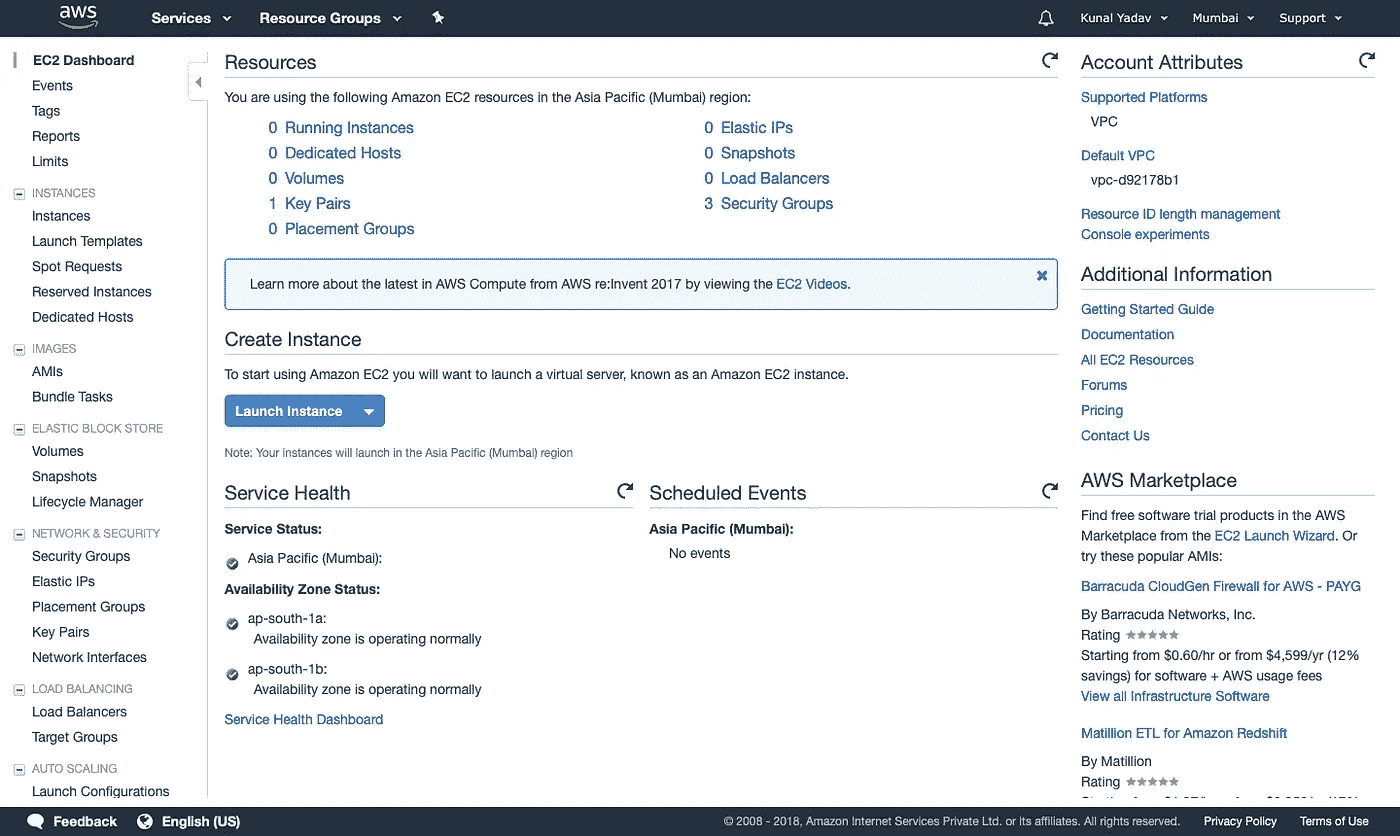 aws
Services
Resource Groups
Kunal Yadav
Mumbai
Support
EC2 Dashboard
Events
Tags
Reports
Limits
INSTANCES
Instances
Launch Templates
Spot Requests
Reserved Instances
Dedicated Hosts
IMAGES
AMIs
Bundle Tasks
ELASTIC BLOCK STORE
Volumes
Snapshots
Lifecycle Manager
NETWORK & SECURITY
Security Groups
Elastic IPs
Placement Groups
Key Pairs
Network Interfaces
LOAD BALANCING
Load Balancers
Target Groups
AUTO SCALING
Launch Configurations
Resources
You are using the following Amazon EC2 resources in the Asia Pacific (Mumbai) region:
0 Running Instances
0 Dedicated Hosts
0 Volumes
1 Key Pairs
0 Placement Groups
0 Elastic IPs
0 Snapshots
0 Load Balancers
3 Security Groups
Learn more about the latest in AWS Compute from AWS re:Invent 2017 by viewing the EC2 Videos.
Create Instance
To start using Amazon EC2 you will want to launch a virtual server, known as an Amazon EC2 instance.
Launch Instance
Note: Your instances will launch in the Asia Pacific (Mumbai) region
Service Health
Service Status:
Asia Pacific (Mumbai):
Availability Zone Status:
ap-south-1a:
Availability zone is operating normally
ap-south-1b:
Availability zone is operating normally
Service Health Dashboard
Scheduled Events
Asia Pacific (Mumbai):
No events
Account Attributes
Supported Platforms
VPC
Default VPC
vpc-d92178b1
Resource ID length management
Console experiments
Additional Information
Getting Started Guide
Documentation
All EC2 Resources
Forums
Pricing
Contact Us
AWS Marketplace
Find free software trial products in the AWS
Marketplace from the EC2 Launch Wizard. Or
try these popular AMIs:
Barracuda CloudGen Firewall for AWS - PAYG
By Barracuda Networks, Inc.
Rating
Starting from $0.60/hr or from $4,599/yr (12%
savings) for software + AWS usage fees
View all Infrastructure Software
Matillion ETL for Amazon Redshift
By Matillion
Rating
Feedback
English (US)
© 2008 - 2018, Amazon Internet Services Private Ltd. or its affiliates. All rights reserved.
Privacy Policy
Terms of Use